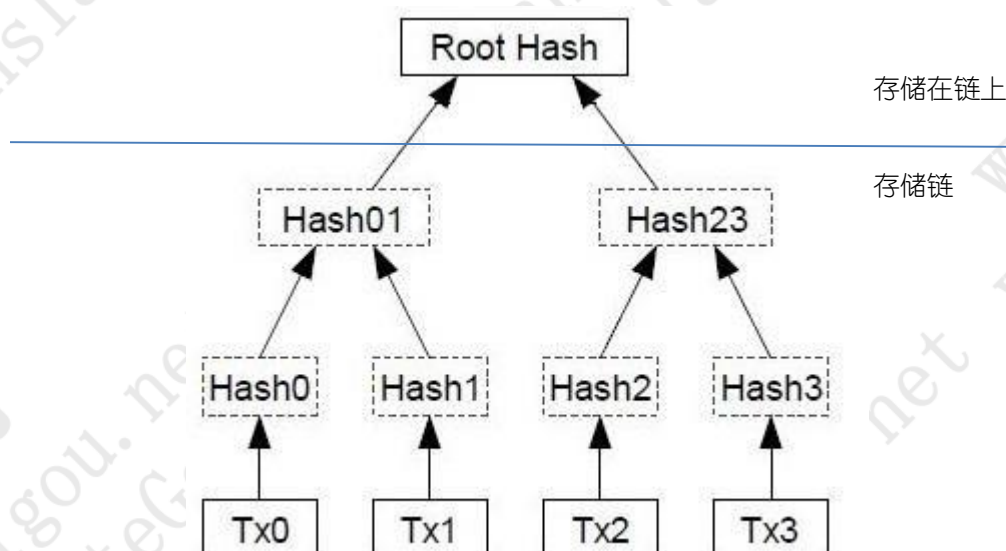 Root Hash
存储在链上
存储链
Hash01
Hash23
Hash0
Hash1
Hash2
Hash3
Tx0
Tx1
Tx2
Tx3
net